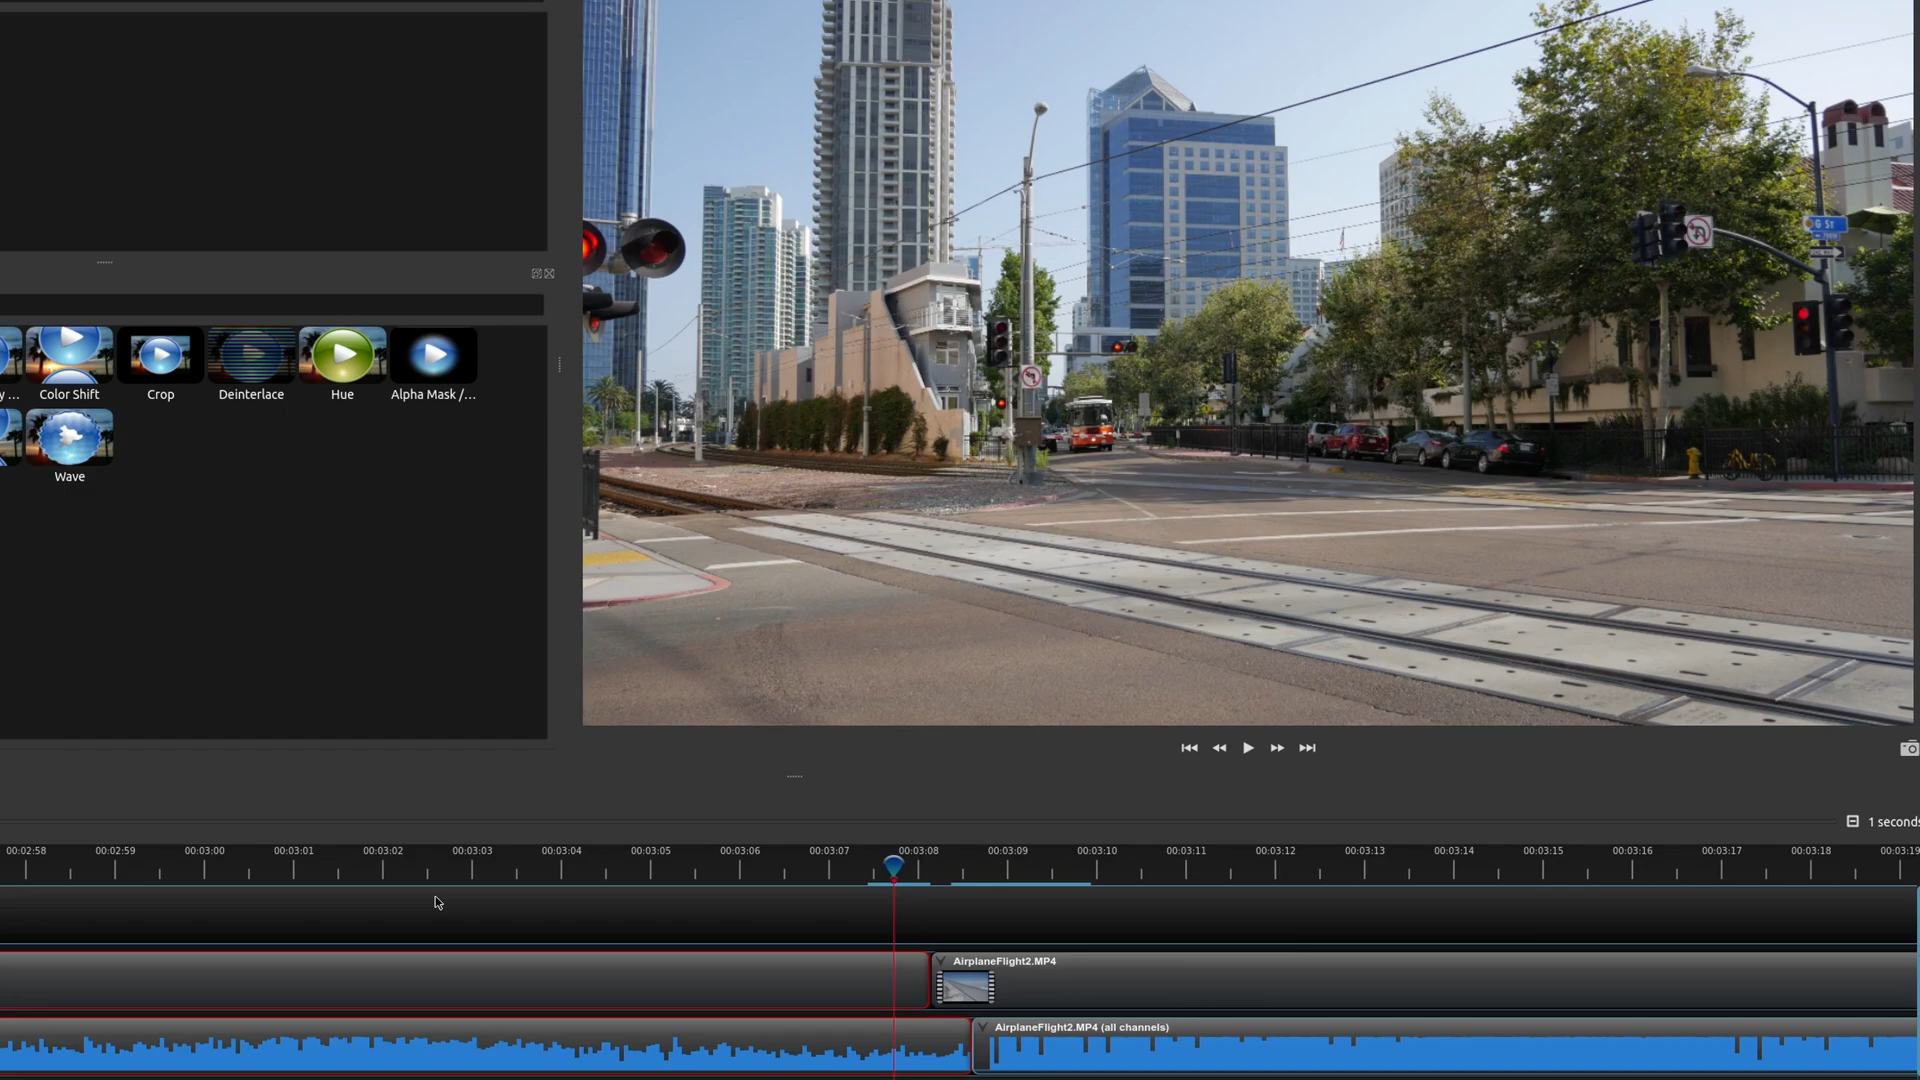 G ST
y ...
Color Shift
Crop
Deinterlace
Hue
Alpha Mask /...
Wave
1 seconds
00:02:58
00:02:59
00:03:00
00:03:01
00:03:02
00:03:03
00:03:04
00:03:05
00:03:06
00:03:07
00:03:08
00:03:09
00:03:10
00:03:11
00:03:12
00:03:13
00:03:14
00:03:15
00:03:16
00:03:17
00:03:18
00:03:19
AirplaneFlight2.MP4
AirplaneFlight2.MP4 (all channels)